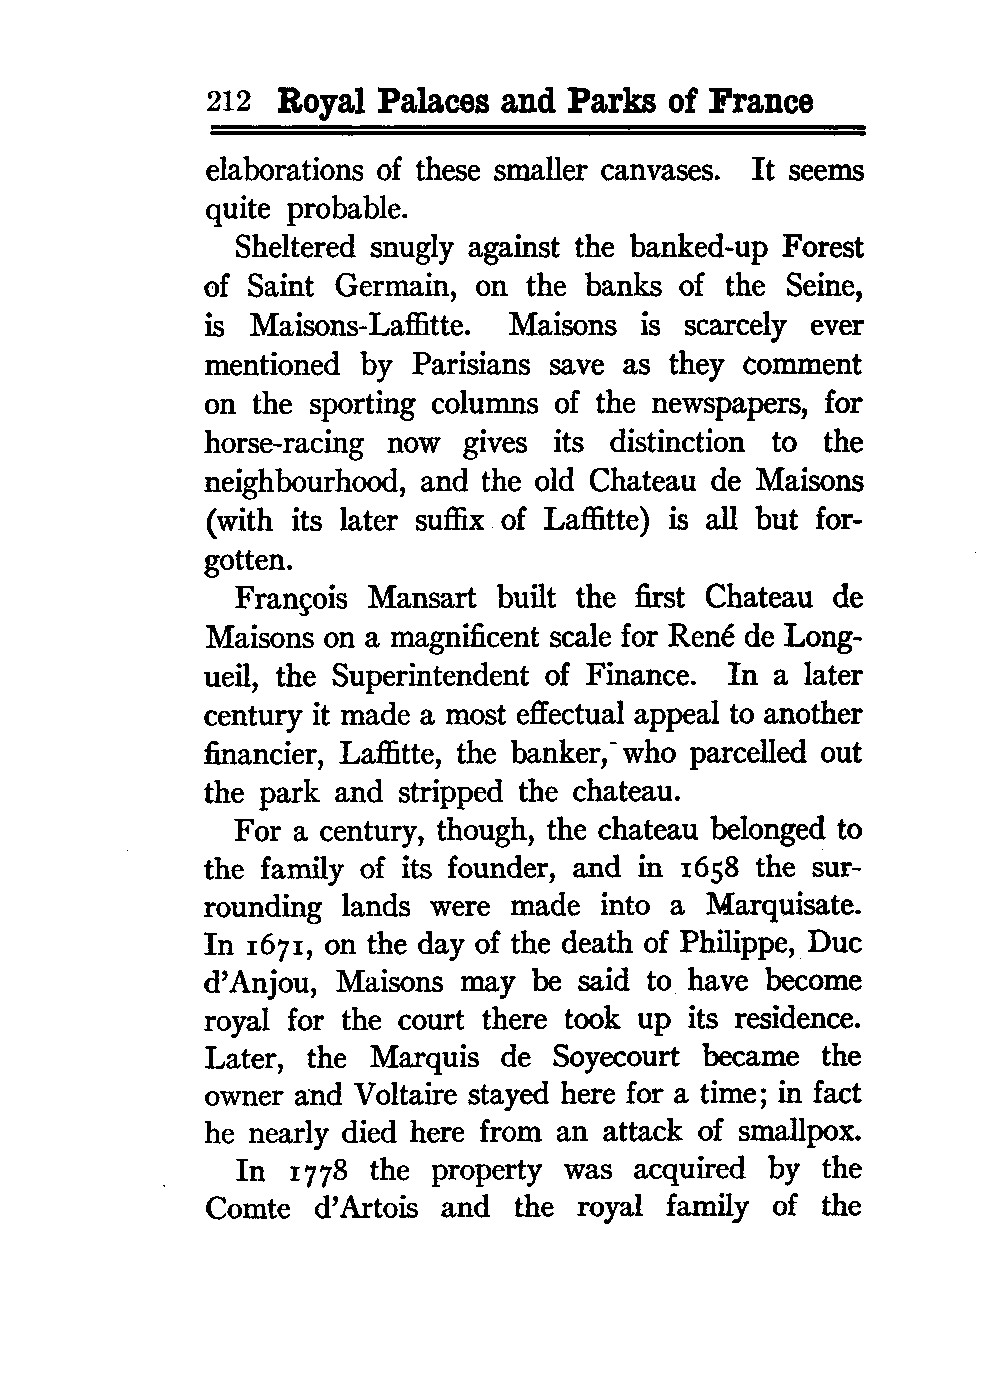 212 Royal Palaces and Parks of France
elaborations of these smaller canvases. It seems
quite probable.
Sheltered snugly against the banked-up Forest
of Saint Germain, on the banks of the Seine,
is Maisons-Laffitte. Maisons is scarcely ever
mentioned by Parisians save as they comment
on the sporting columns of the newspapers, for
horse-racing now gives its distinction to the
neighbourhood, and the old Chateau de Maisons
(with its later suffix of Laffitte) is all but for-
gotten.
François Mansart built the first Chateau de
Maisons on a magnificent scale for René de Long-
ueil, the Superintendent of Finance. In a later
century it made a most effectual appeal to another
financier, Laffitte, the banker, who parcelled out
the park and stripped the chateau.
For a century, though, the chateau belonged to
the family of its founder, and in 1658 the sur-
rounding lands were made into a Marquisate.
In 1671, on the day of the death of Philippe, Duc
d'Anjou, Maisons may be said to have become
royal for the court there took up its residence.
Later, the Marquis de Soyecourt became the
owner and Voltaire stayed here for a time; in fact
he nearly died here from an attack of smallpox.
In 1778 the property was acquired by the
Comte d'Artois and the royal family of the